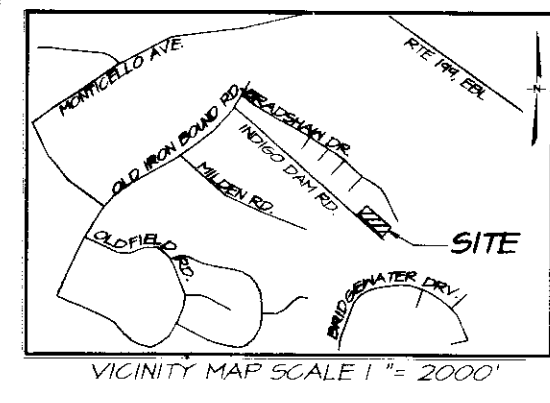 MONTICELLO AVE.
RTE 199, EBL
N
OLD IRON BOUND RD.
BRADSHAW DR.
INDIGO DAM RD.
MILDEN RD.
SITE
OLDFIELD RD.
BRIDGEWATER DRV.
VICINITY MAP SCALE 1 "= 2000'